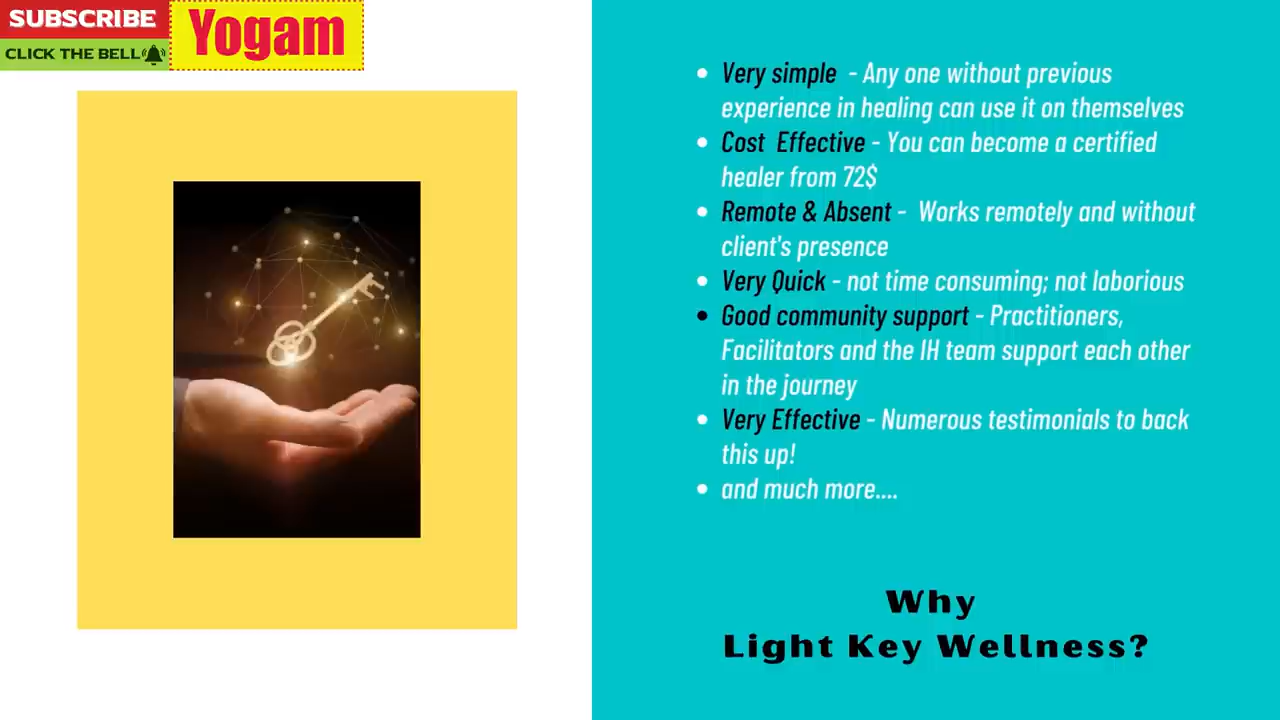 SUBSCRIBE
CLICK THE BELL
Yogam
Very simple - Any one without previous
experience in healing can use it on themselves
Cost Effective - You can become a certified
healer from 72$
Remote & Absent - Works remotely and without
client's presence
Very Quick - not time consuming; not laborious
Good community support - Practitioners,
Facilitators and the IH team support each other
in the journey
Very Effective - Numerous testimonials to back
this up!
and much more....
Why
Light Key Wellness?